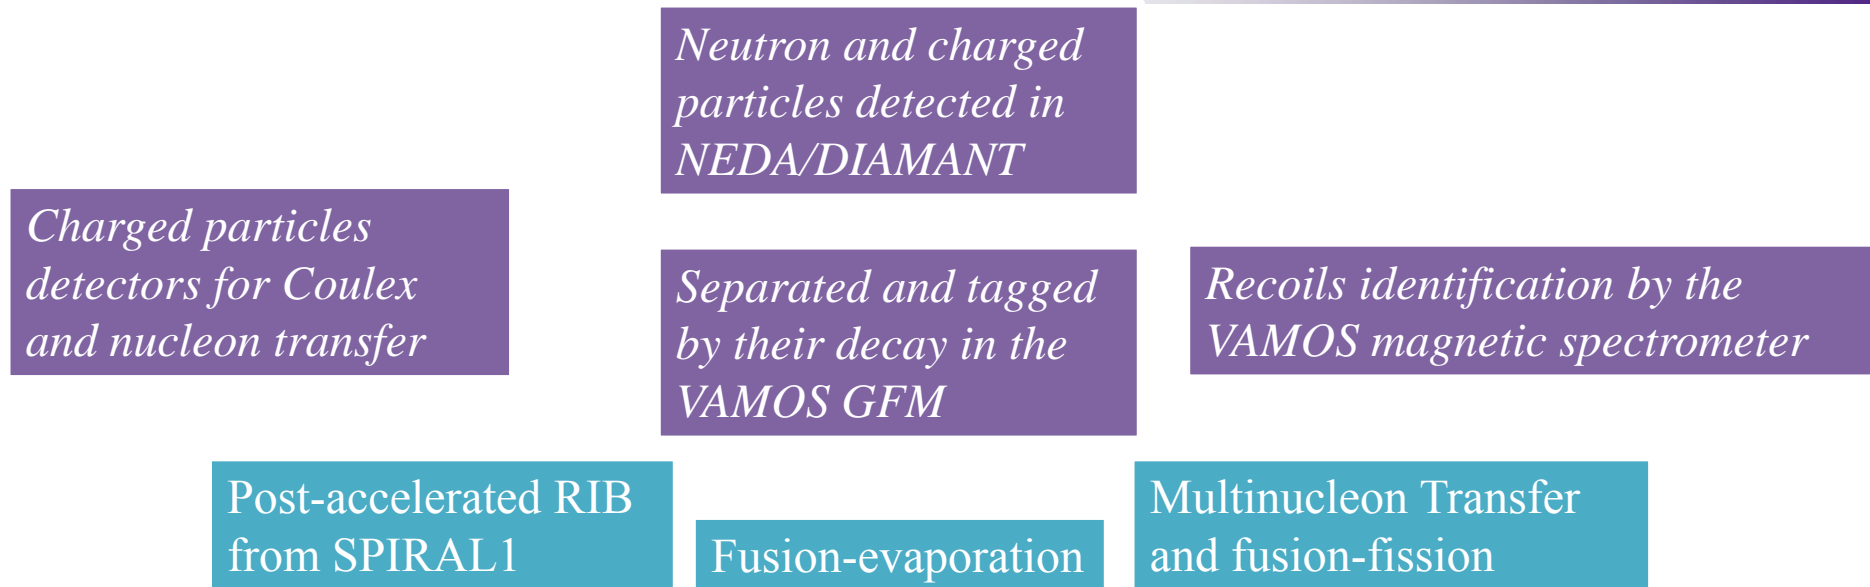 Neutron and charged
particles detected in
NEDA/DIAMANT
Charged particles
detectors for Coulex
and nucleon transfer
Separated and tagged
by their decay in the
VAMOS GFM
Recoils identification by the
VAMOS magnetic spectrometer
Post-accelerated RIB
from SPIRAL1
Fusion-evaporation
Multinucleon Transfer
and fusion-fission